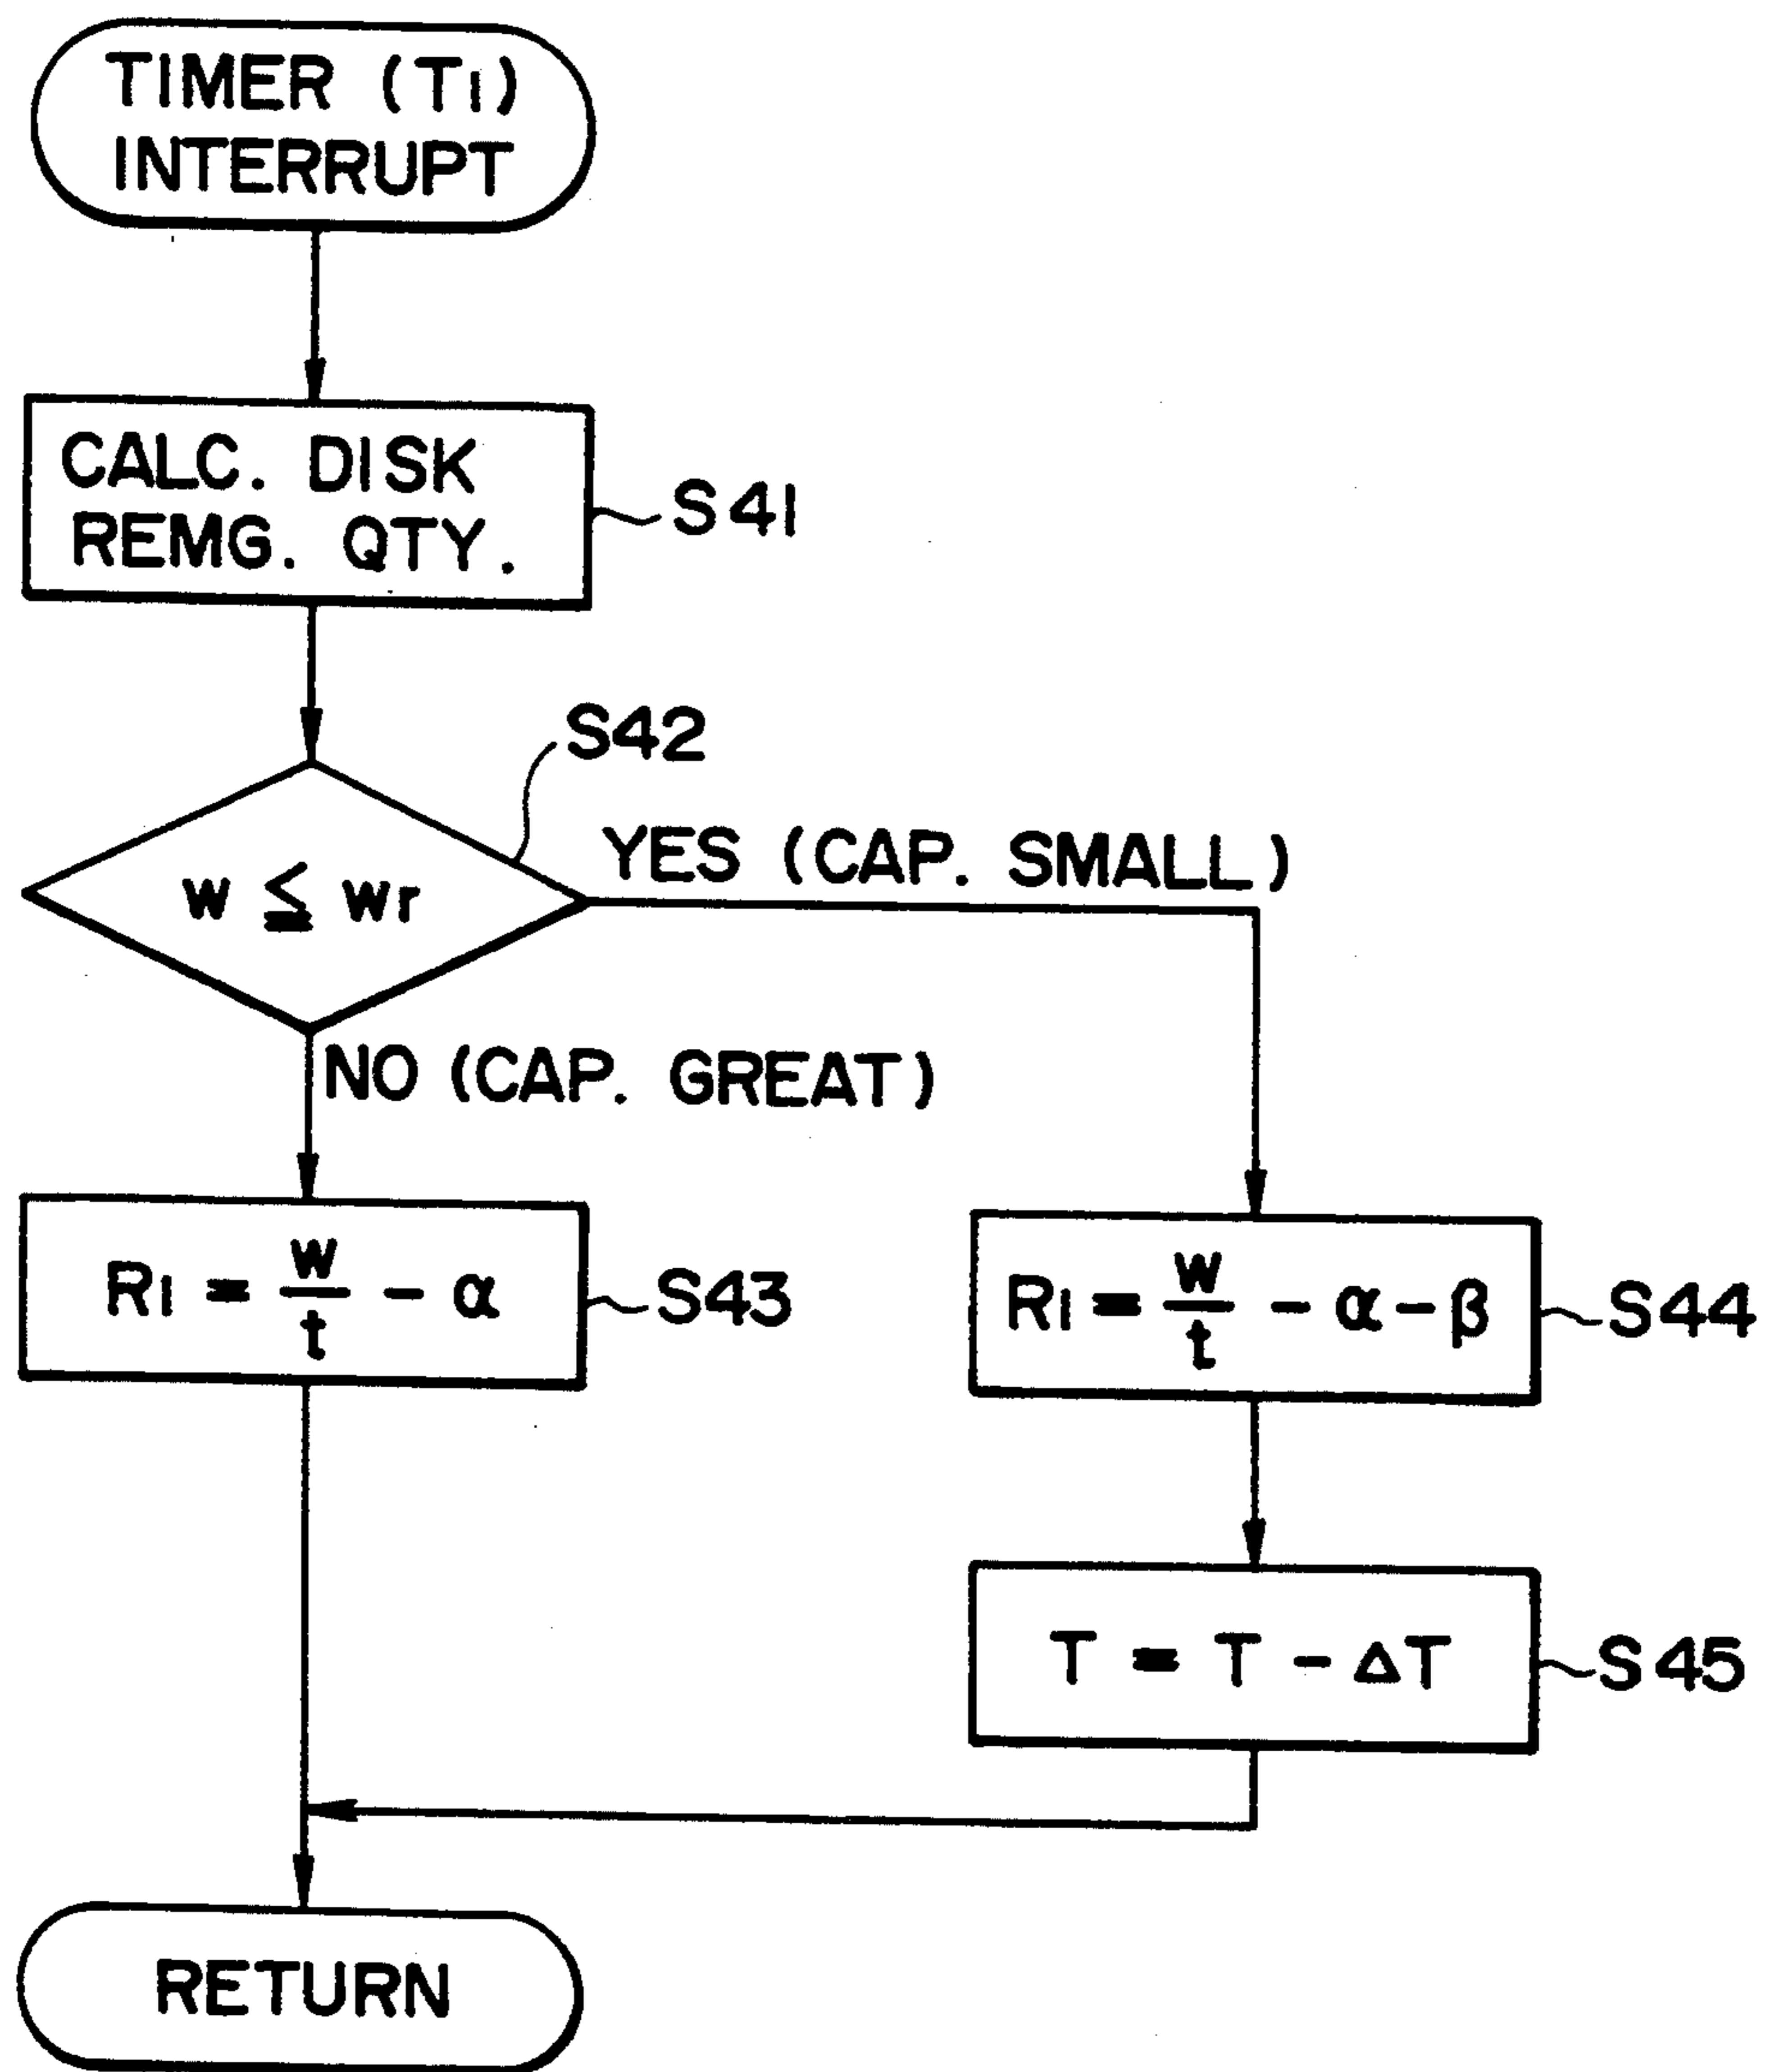 TIMER (T1)
INTERRUPT
CALC. DISK
REMG. QTY.
S41
S42
w ≦ wr
YES (CAP. SMALL)
NO (CAP. GREAT)
R1 = w/t - α
S43
R1 = w/t - α - β
S44
T = T - ΔT
S45
RETURN